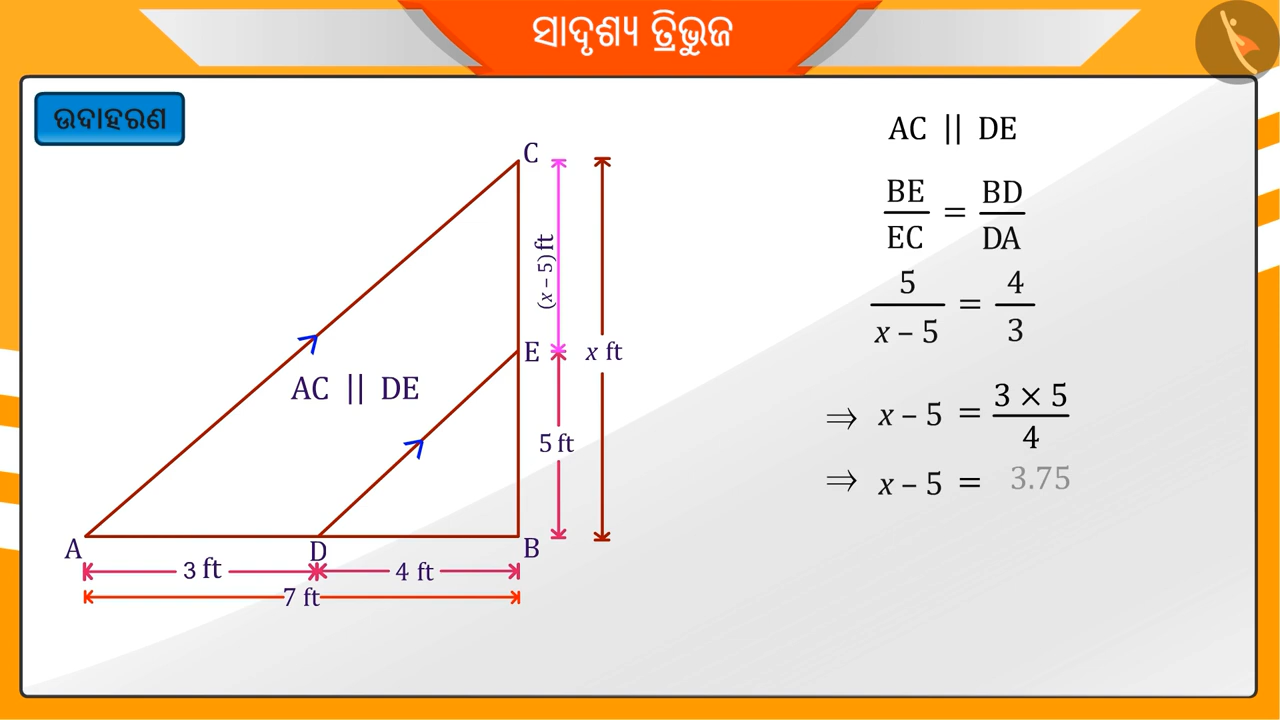 ସାଦୃଶ୍ୟ ତ୍ରିଭୁଜ
ଉଦାହରଣ
C
(x – 5) ft
E
x ft
AC || DE
5 ft
A
D
B
3 ft
4 ft
7 ft
AC || DE
BE/EC = BD/DA
5/(x – 5) = 4/3
⇒ x – 5 = (3 × 5)/4
⇒ x – 5 = 3.75